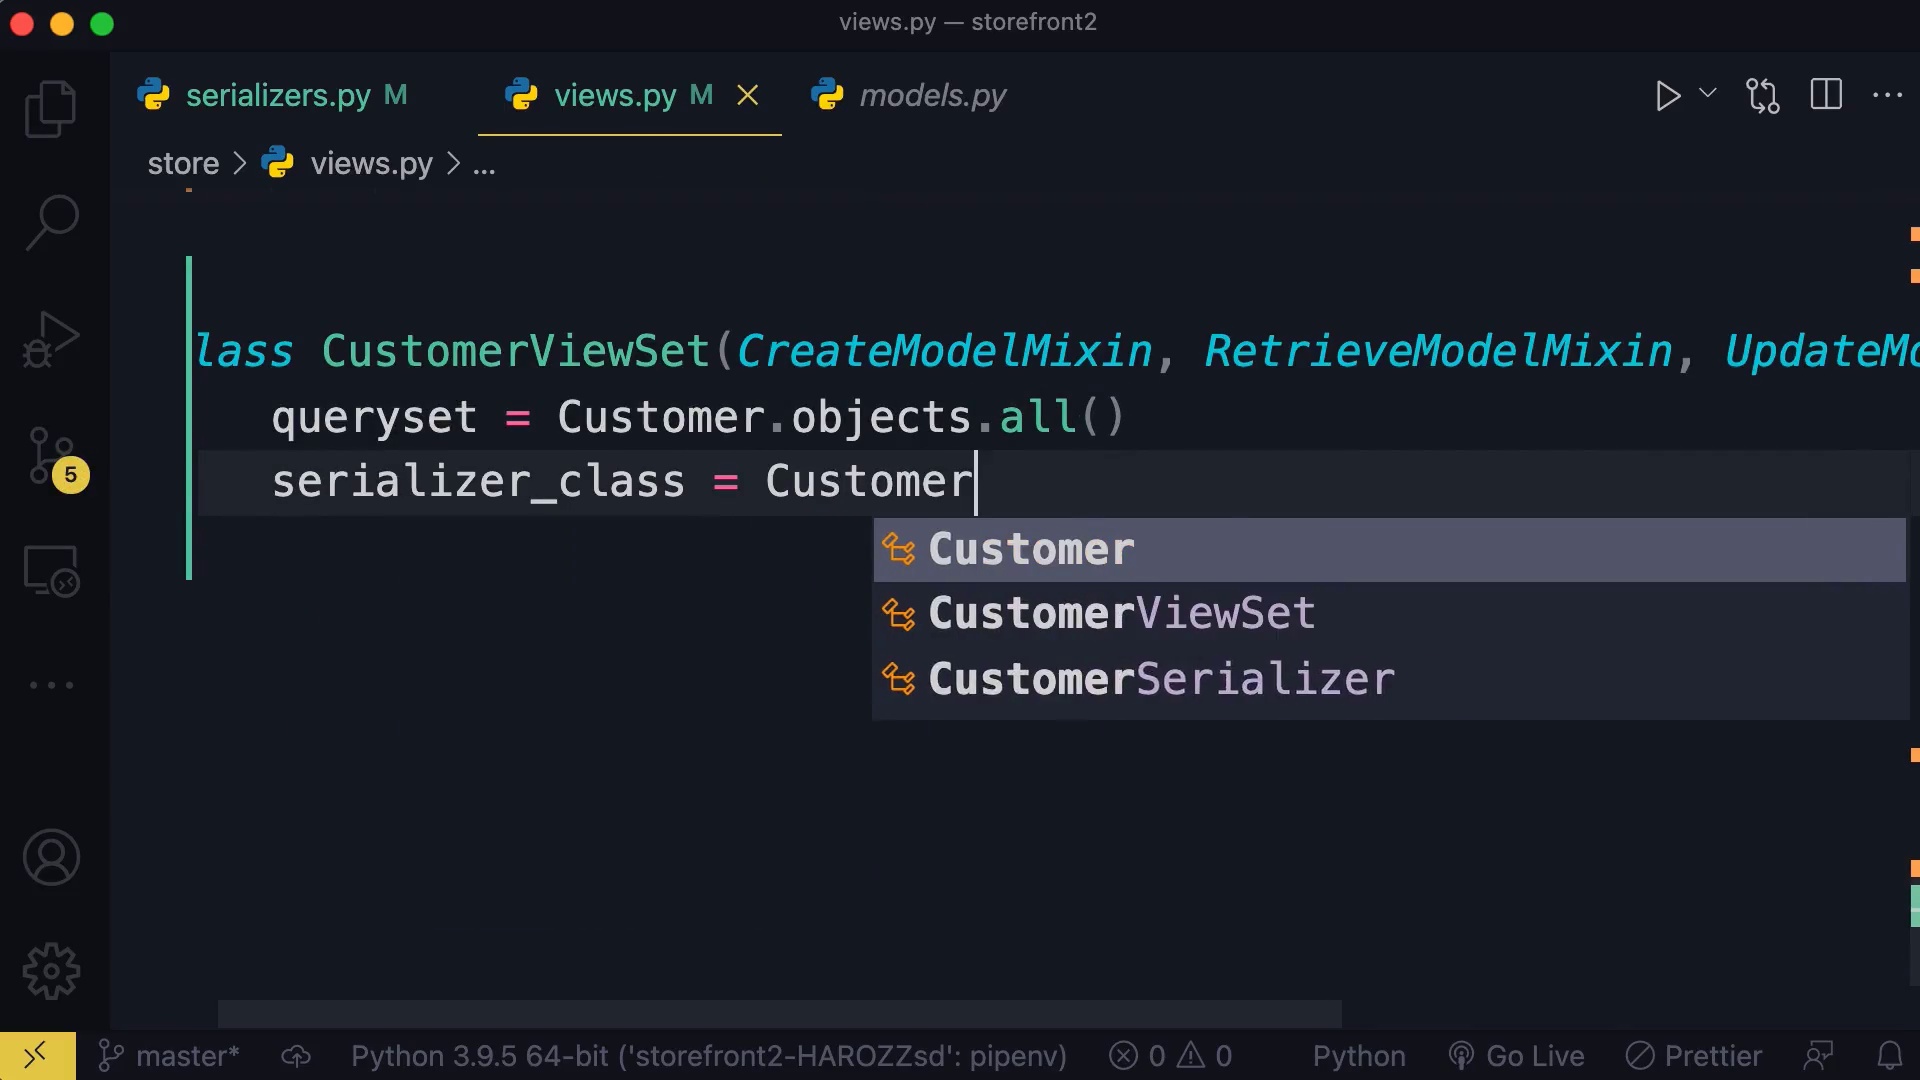 views.py — storefront2
serializers.py M views.py M models.py
store > views.py > ...
lass CustomerViewSet(CreateModelMixin, RetrieveModelMixin, UpdateMo
queryset = Customer.objects.all()
serializer_class = Customer
Customer
CustomerViewSet
CustomerSerializer
5
master* Python 3.9.5 64-bit ('storefront2-HAROZZsd': pipenv) 0 0 Python Go Live Prettier